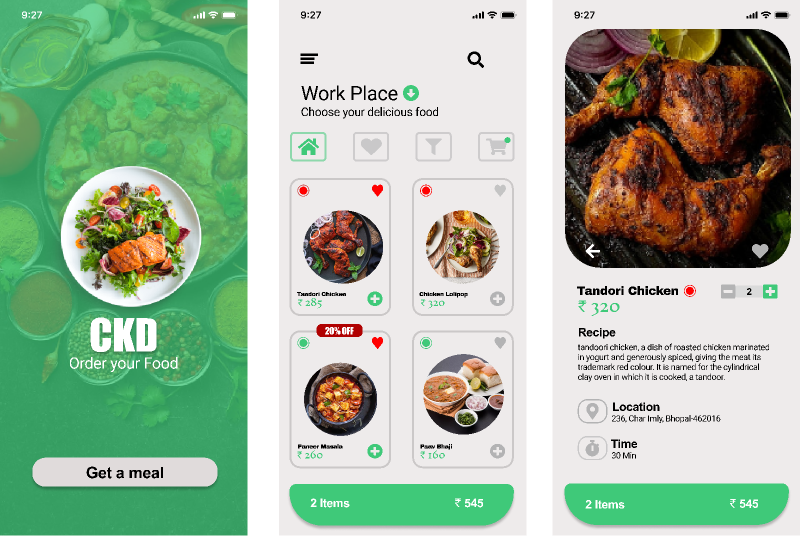 9:27
CKD
Order your Food
Get a meal
9:27
Work Place
Choose your delicious food
Tandori Chicken
₹ 285
Chicken Lolipop
₹ 320
20% OFF
Paneer Masala
₹ 260
Paav Bhaji
₹ 160
2 Items ₹ 545
9:27
Tandori Chicken 2
₹ 320
Recipe
tandoori chicken, a dish of roasted chicken marinated
in yogurt and generously spiced, giving the meat its
trademark red colour. It is named for the cylindrical
clay oven in which it is cooked, a tandoor.
Location
236, Char Imly, Bhopal-462016
Time
30 Min
2 Items ₹ 545